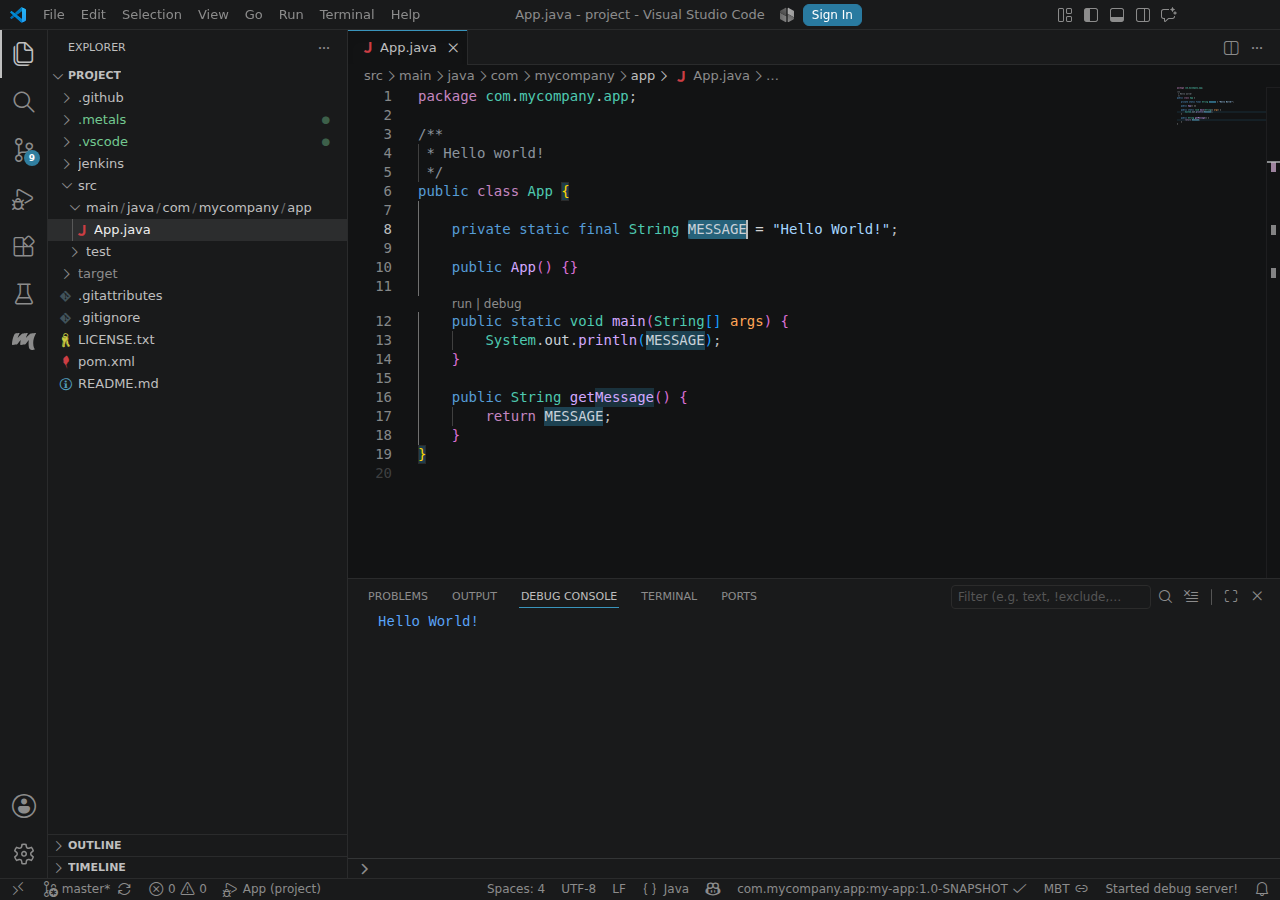 File Edit Selection View Go Run Terminal Help
App.java - project - Visual Studio Code
Sign In
EXPLORER
PROJECT
.github
.metals
.vscode
jenkins
src
main / java / com / mycompany / app
App.java
test
target
.gitattributes
.gitignore
LICENSE.txt
pom.xml
README.md
OUTLINE
TIMELINE
9
App.java
src > main > java > com > mycompany > app > App.java > ...
1 package com.mycompany.app;
2
3 /**
4  * Hello world!
5  */
6 public class App {
7
8     private static final String MESSAGE = "Hello World!";
9
10     public App() {}
11
run | debug
12     public static void main(String[] args) {
13         System.out.println(MESSAGE);
14     }
15
16     public String getMessage() {
17         return MESSAGE;
18     }
19 }
20
PROBLEMS OUTPUT DEBUG CONSOLE TERMINAL PORTS
Filter (e.g. text, !exclude,...
Hello World!
master* 0 0 App (project) Spaces: 4 UTF-8 LF { } Java com.mycompany.app:my-app:1.0-SNAPSHOT MBT Started debug server!